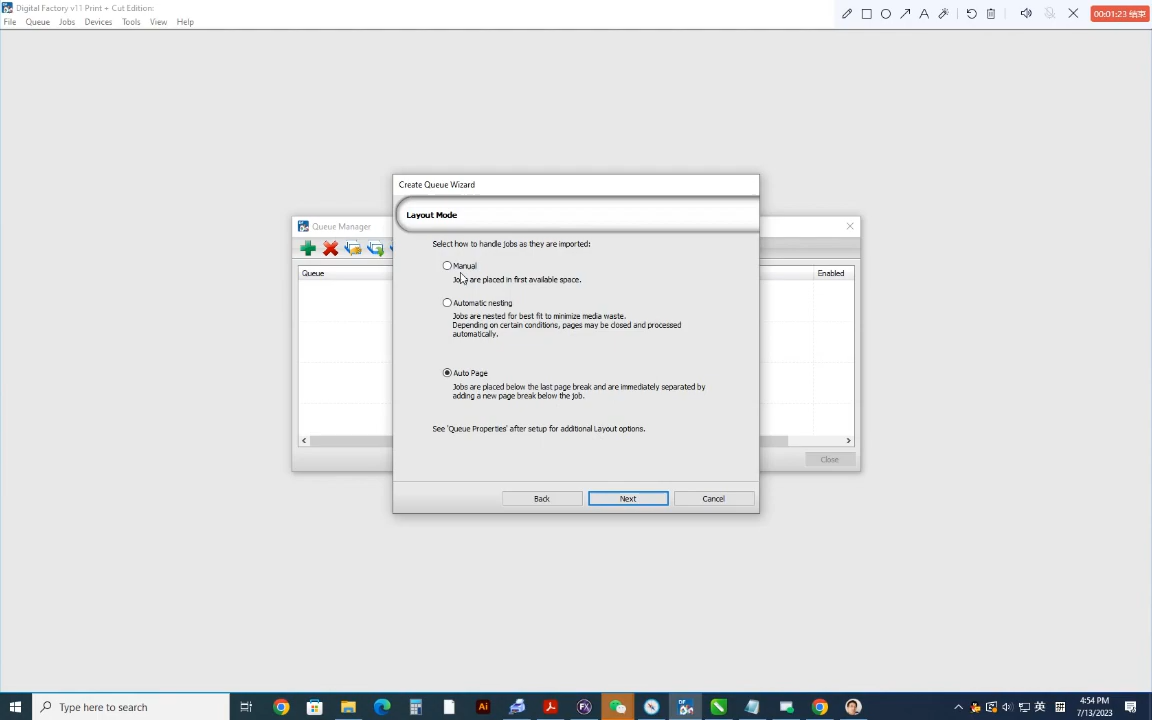 Digital Factory v11 Print + Cut Edition:
00:01:23 结束
File Queue Jobs Devices Tools View Help
Create Queue Wizard
Layout Mode
Queue Manager
Select how to handle jobs as they are imported:
Queue
Enabled
Manual
Jobs are placed in first available space.
Automatic nesting
Jobs are nested for best fit to minimize media waste.
Depending on certain conditions, pages may be closed and processed
automatically.
Auto Page
Jobs are placed below the last page break and are immediately separated by
adding a new page break below the job.
See 'Queue Properties' after setup for additional Layout options.
Close
Back Next Cancel
Type here to search
英
4:54 PM
7/13/2023